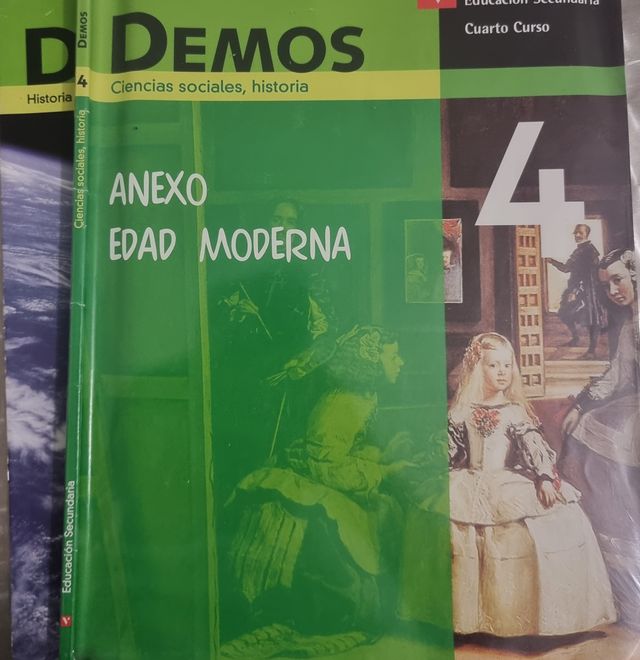 Educación Secundaria
Cuarto Curso
DEMOS
Ciencias sociales, historia
4
ANEXO
EDAD MODERNA
DEMOS
4
Ciencias sociales, historia
Educación Secundaria
D
Historia